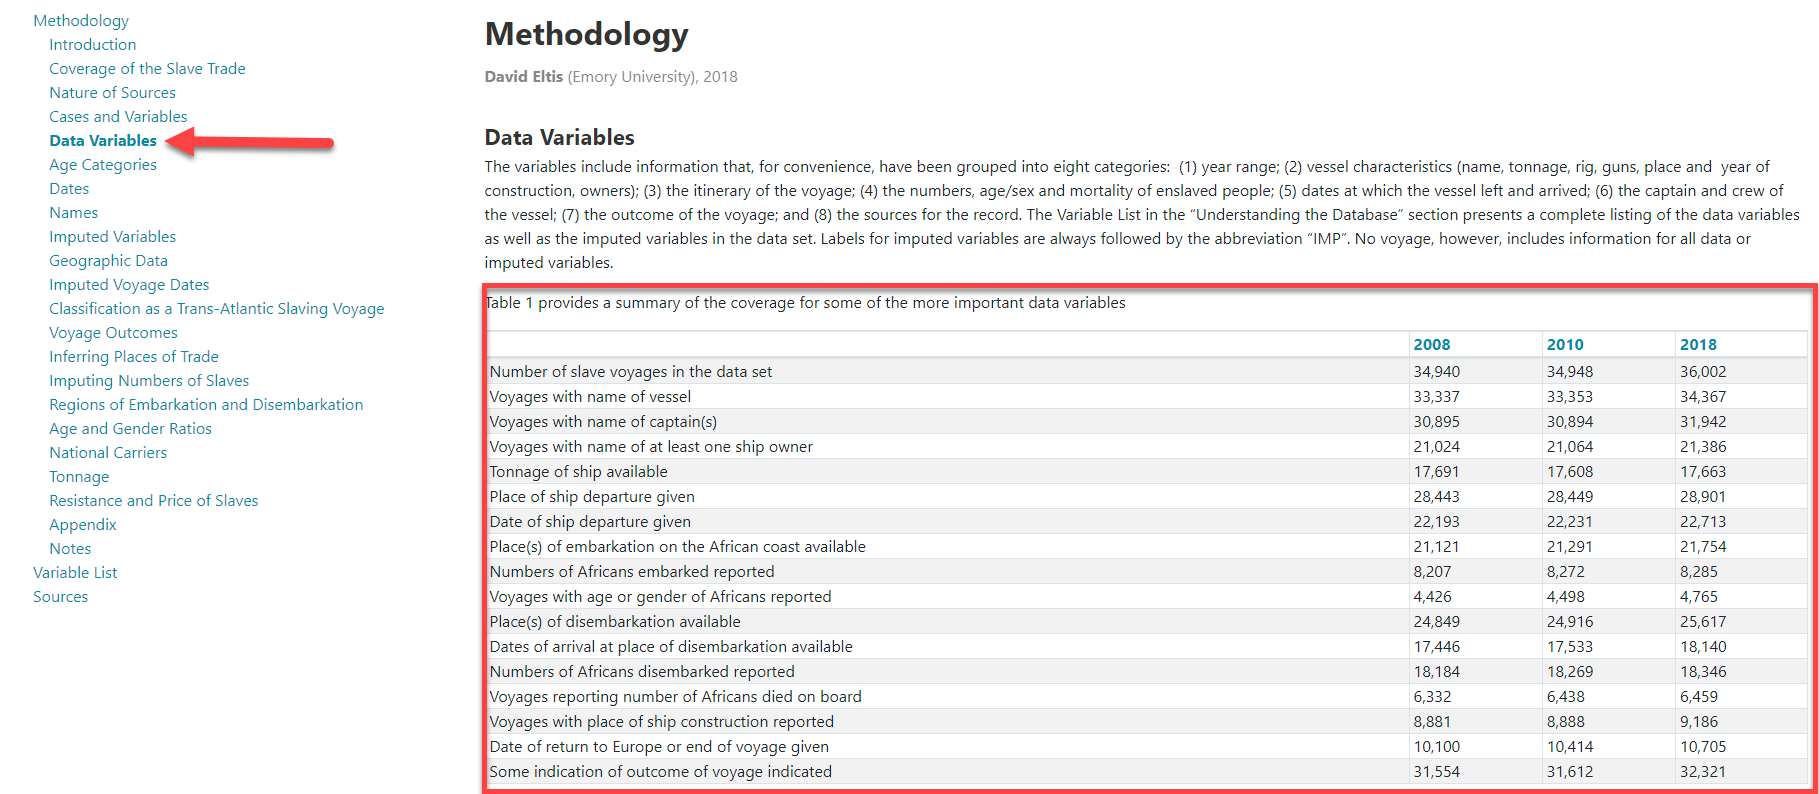 Methodology
Introduction
Coverage of the Slave Trade
Nature of Sources
Cases and Variables
Data Variables
Age Categories
Dates
Names
Imputed Variables
Geographic Data
Imputed Voyage Dates
Classification as a Trans-Atlantic Slaving Voyage
Voyage Outcomes
Inferring Places of Trade
Imputing Numbers of Slaves
Regions of Embarkation and Disembarkation
Age and Gender Ratios
National Carriers
Tonnage
Resistance and Price of Slaves
Appendix
Notes
Variable List
Sources
Methodology
David Eltis (Emory University), 2018
Data Variables
The variables include information that, for convenience, have been grouped into eight categories: (1) year range; (2) vessel characteristics (name, tonnage, rig, guns, place and year of
construction, owners); (3) the itinerary of the voyage; (4) the numbers, age/sex and mortality of enslaved people; (5) dates at which the vessel left and arrived; (6) the captain and crew of
the vessel; (7) the outcome of the voyage; and (8) the sources for the record. The Variable List in the “Understanding the Database” section presents a complete listing of the data variables
as well as the imputed variables in the data set. Labels for imputed variables are always followed by the abbreviation “IMP”. No voyage, however, includes information for all data or
imputed variables.
Table 1 provides a summary of the coverage for some of the more important data variables
2008 2010 2018
Number of slave voyages in the data set 34,940 34,948 36,002
Voyages with name of vessel 33,337 33,353 34,367
Voyages with name of captain(s) 30,895 30,894 31,942
Voyages with name of at least one ship owner 21,024 21,064 21,386
Tonnage of ship available 17,691 17,608 17,663
Place of ship departure given 28,443 28,449 28,901
Date of ship departure given 22,193 22,231 22,713
Place(s) of embarkation on the African coast available 21,121 21,291 21,754
Numbers of Africans embarked reported 8,207 8,272 8,285
Voyages with age or gender of Africans reported 4,426 4,498 4,765
Place(s) of disembarkation available 24,849 24,916 25,617
Dates of arrival at place of disembarkation available 17,446 17,533 18,140
Numbers of Africans disembarked reported 18,184 18,269 18,346
Voyages reporting number of Africans died on board 6,332 6,438 6,459
Voyages with place of ship construction reported 8,881 8,888 9,186
Date of return to Europe or end of voyage given 10,100 10,414 10,705
Some indication of outcome of voyage indicated 31,554 31,612 32,321